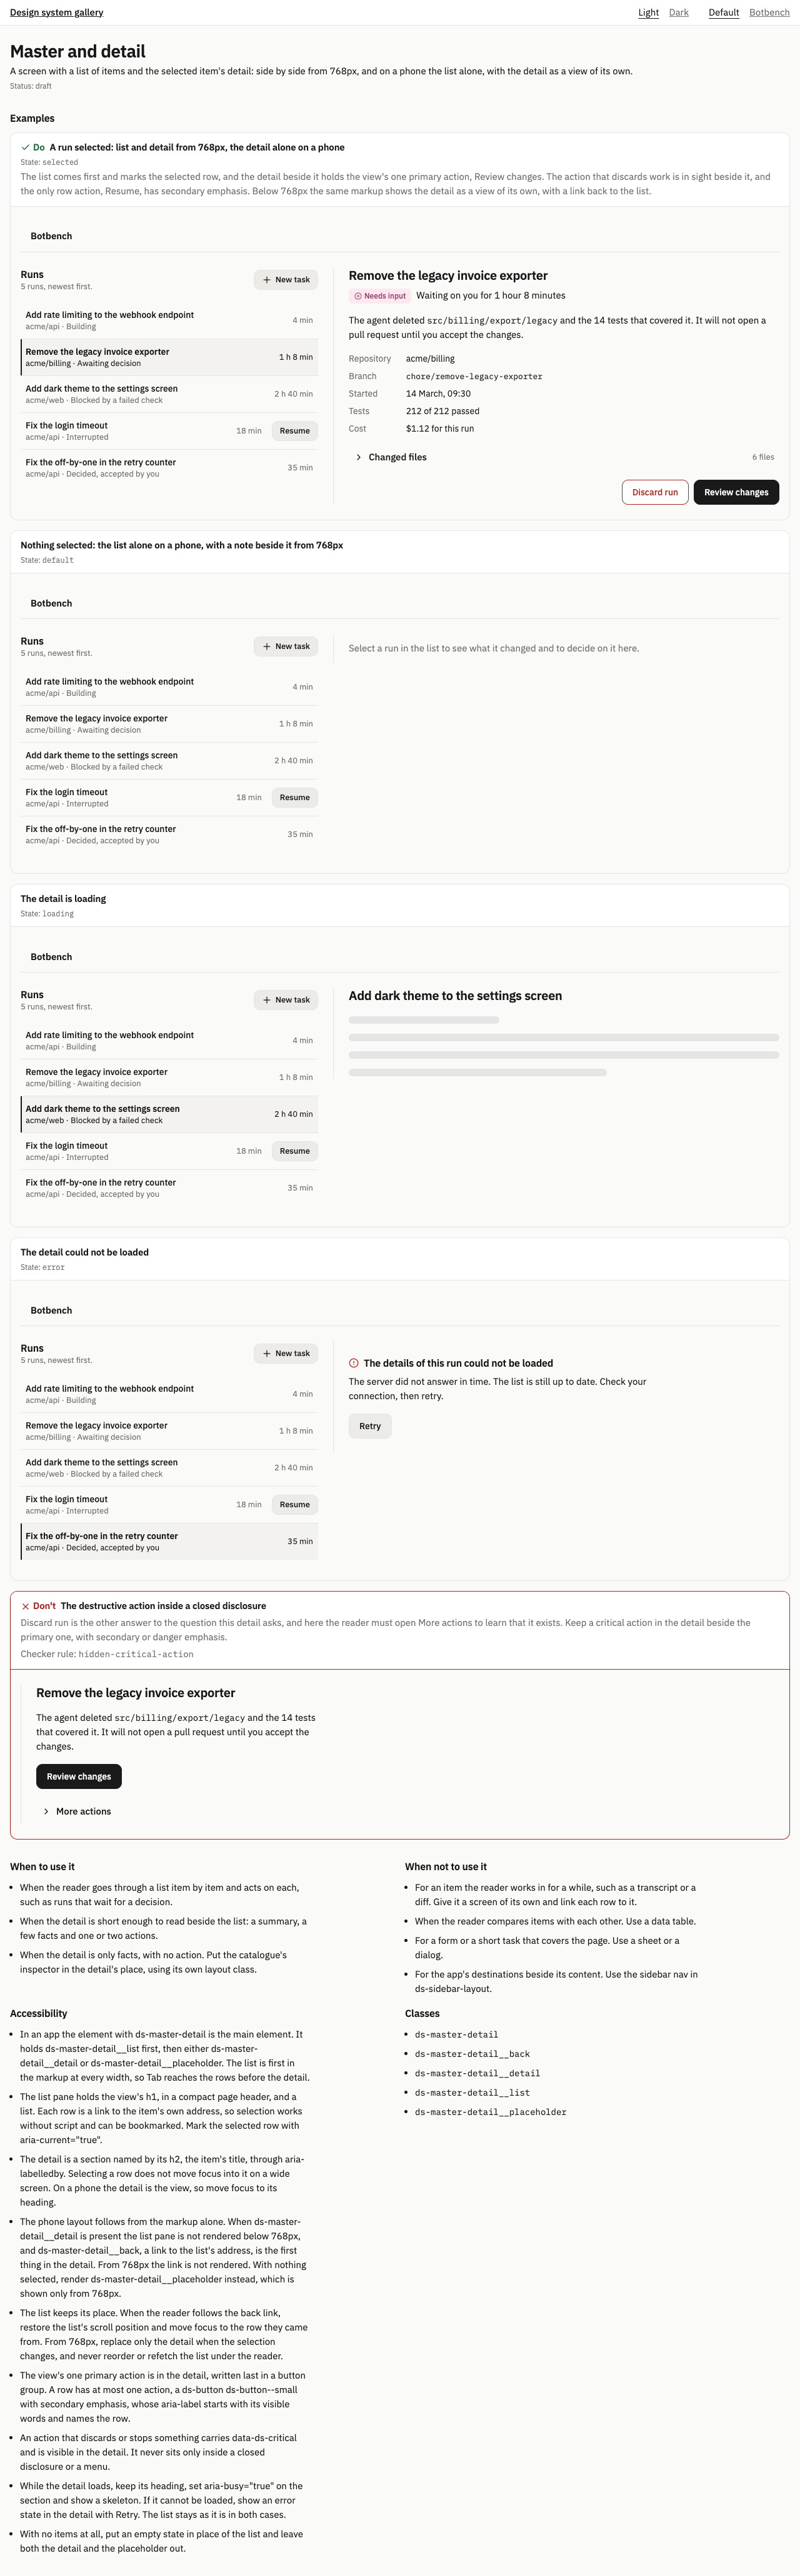 Design system gallery
Light Dark Default Botbench
Master and detail
A screen with a list of items and the selected item's detail: side by side from 768px, and on a phone the list alone, with the detail as a view of its own.
Status: draft
Examples
Do A run selected: list and detail from 768px, the detail alone on a phone
State: selected
The list comes first and marks the selected row, and the detail beside it holds the view's one primary action, Review changes. The action that discards work is in sight beside it, and
the only row action, Resume, has secondary emphasis. Below 768px the same markup shows the detail as a view of its own, with a link back to the list.
Botbench
Runs
5 runs, newest first.
New task
Add rate limiting to the webhook endpoint
acme/api · Building
4 min
Remove the legacy invoice exporter
acme/billing · Awaiting decision
1 h 8 min
Add dark theme to the settings screen
acme/web · Blocked by a failed check
2 h 40 min
Fix the login timeout
acme/api · Interrupted
18 min
Resume
Fix the off-by-one in the retry counter
acme/api · Decided, accepted by you
35 min
Remove the legacy invoice exporter
Needs input Waiting on you for 1 hour 8 minutes
The agent deleted src/billing/export/legacy and the 14 tests that covered it. It will not open a
pull request until you accept the changes.
Repository acme/billing
Branch chore/remove-legacy-exporter
Started 14 March, 09:30
Tests 212 of 212 passed
Cost $1.12 for this run
Changed files 6 files
Discard run Review changes
Nothing selected: the list alone on a phone, with a note beside it from 768px
State: default
Botbench
Runs
5 runs, newest first.
New task
Add rate limiting to the webhook endpoint
acme/api · Building
4 min
Remove the legacy invoice exporter
acme/billing · Awaiting decision
1 h 8 min
Add dark theme to the settings screen
acme/web · Blocked by a failed check
2 h 40 min
Fix the login timeout
acme/api · Interrupted
18 min
Resume
Fix the off-by-one in the retry counter
acme/api · Decided, accepted by you
35 min
Select a run in the list to see what it changed and to decide on it here.
The detail is loading
State: loading
Botbench
Runs
5 runs, newest first.
New task
Add rate limiting to the webhook endpoint
acme/api · Building
4 min
Remove the legacy invoice exporter
acme/billing · Awaiting decision
1 h 8 min
Add dark theme to the settings screen
acme/web · Blocked by a failed check
2 h 40 min
Fix the login timeout
acme/api · Interrupted
18 min
Resume
Fix the off-by-one in the retry counter
acme/api · Decided, accepted by you
35 min
Add dark theme to the settings screen
The detail could not be loaded
State: error
Botbench
Runs
5 runs, newest first.
New task
Add rate limiting to the webhook endpoint
acme/api · Building
4 min
Remove the legacy invoice exporter
acme/billing · Awaiting decision
1 h 8 min
Add dark theme to the settings screen
acme/web · Blocked by a failed check
2 h 40 min
Fix the login timeout
acme/api · Interrupted
18 min
Resume
Fix the off-by-one in the retry counter
acme/api · Decided, accepted by you
35 min
The details of this run could not be loaded
The server did not answer in time. The list is still up to date. Check your
connection, then retry.
Retry
Don't The destructive action inside a closed disclosure
Discard run is the other answer to the question this detail asks, and here the reader must open More actions to learn that it exists. Keep a critical action in the detail beside the
primary one, with secondary or danger emphasis.
Checker rule: hidden-critical-action
Remove the legacy invoice exporter
The agent deleted src/billing/export/legacy and the 14 tests
that covered it. It will not open a pull request until you accept the
changes.
Review changes
More actions
When to use it
When the reader goes through a list item by item and acts on each,
such as runs that wait for a decision.
When the detail is short enough to read beside the list: a summary, a
few facts and one or two actions.
When the detail is only facts, with no action. Put the catalogue's
inspector in the detail's place, using its own layout class.
When not to use it
For an item the reader works in for a while, such as a transcript or a
diff. Give it a screen of its own and link each row to it.
When the reader compares items with each other. Use a data table.
For a form or a short task that covers the page. Use a sheet or a
dialog.
For the app's destinations beside its content. Use the sidebar nav in
ds-sidebar-layout.
Accessibility
In an app the element with ds-master-detail is the main element. It
holds ds-master-detail__list first, then either ds-master-
detail__detail or ds-master-detail__placeholder. The list is first in
the markup at every width, so Tab reaches the rows before the detail.
The list pane holds the view's h1, in a compact page header, and a
list. Each row is a link to the item's own address, so selection works
without script and can be bookmarked. Mark the selected row with
aria-current="true".
The detail is a section named by its h2, the item's title, through aria-
labelledby. Selecting a row does not move focus into it on a wide
screen. On a phone the detail is the view, so move focus to its
heading.
The phone layout follows from the markup alone. When ds-master-
detail__detail is present the list pane is not rendered below 768px,
and ds-master-detail__back, a link to the list's address, is the first
thing in the detail. From 768px the link is not rendered. With nothing
selected, render ds-master-detail__placeholder instead, which is
shown only from 768px.
The list keeps its place. When the reader follows the back link,
restore the list's scroll position and move focus to the row they came
from. From 768px, replace only the detail when the selection
changes, and never reorder or refetch the list under the reader.
The view's one primary action is in the detail, written last in a button
group. A row has at most one action, a ds-button ds-button--small
with secondary emphasis, whose aria-label starts with its visible
words and names the row.
An action that discards or stops something carries data-ds-critical
and is visible in the detail. It never sits only inside a closed
disclosure or a menu.
While the detail loads, keep its heading, set aria-busy="true" on the
section and show a skeleton. If it cannot be loaded, show an error
state in the detail with Retry. The list stays as it is in both cases.
With no items at all, put an empty state in place of the list and leave
both the detail and the placeholder out.
Classes
ds-master-detail
ds-master-detail__back
ds-master-detail__detail
ds-master-detail__list
ds-master-detail__placeholder